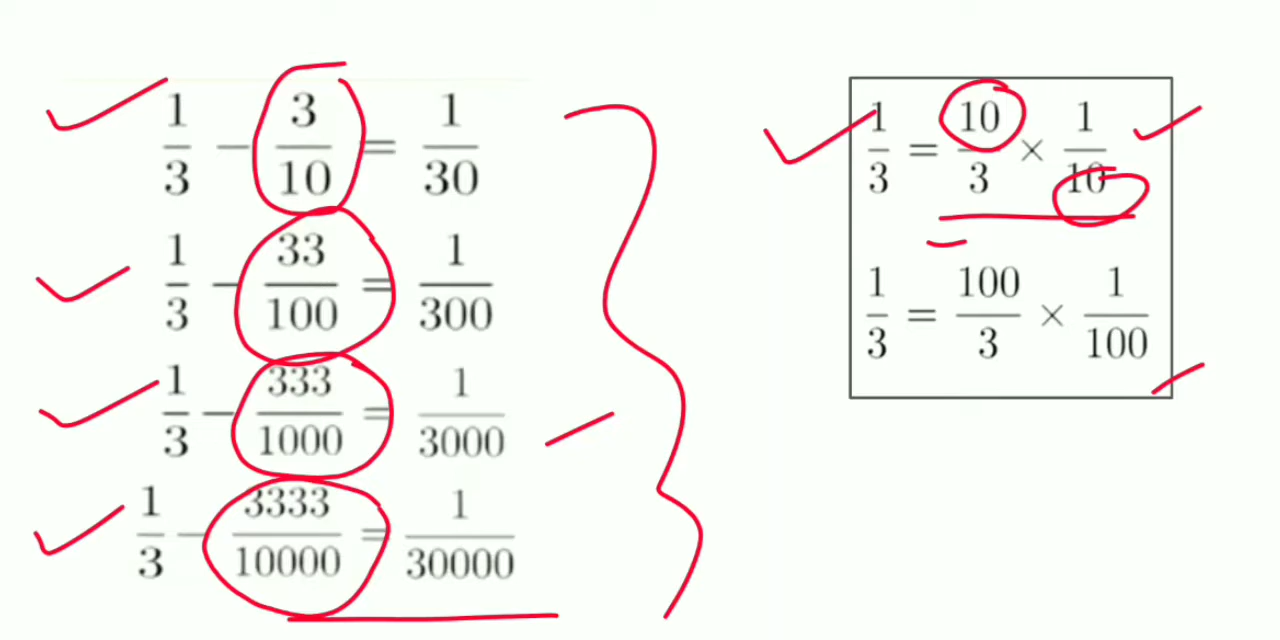 1/3 − 3/10 = 1/30
1/3 − 33/100 = 1/300
1/3 − 333/1000 = 1/3000
1/3 − 3333/10000 = 1/30000
1/3 = 10/3 × 1/10
1/3 = 100/3 × 1/100